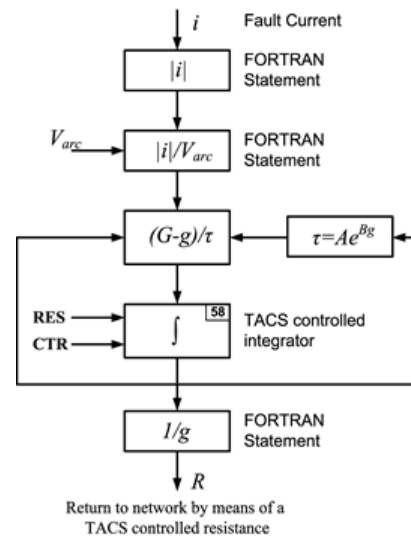 i
Fault Current
|i|
FORTRAN
Statement
V_arc
|i|/V_arc
FORTRAN
Statement
(G-g)/τ
τ=Ae^{Bg}
RES
CTR
58
∫
TACS controlled
integrator
1/g
FORTRAN
Statement
R
Return to network by means of a
TACS controlled resistance